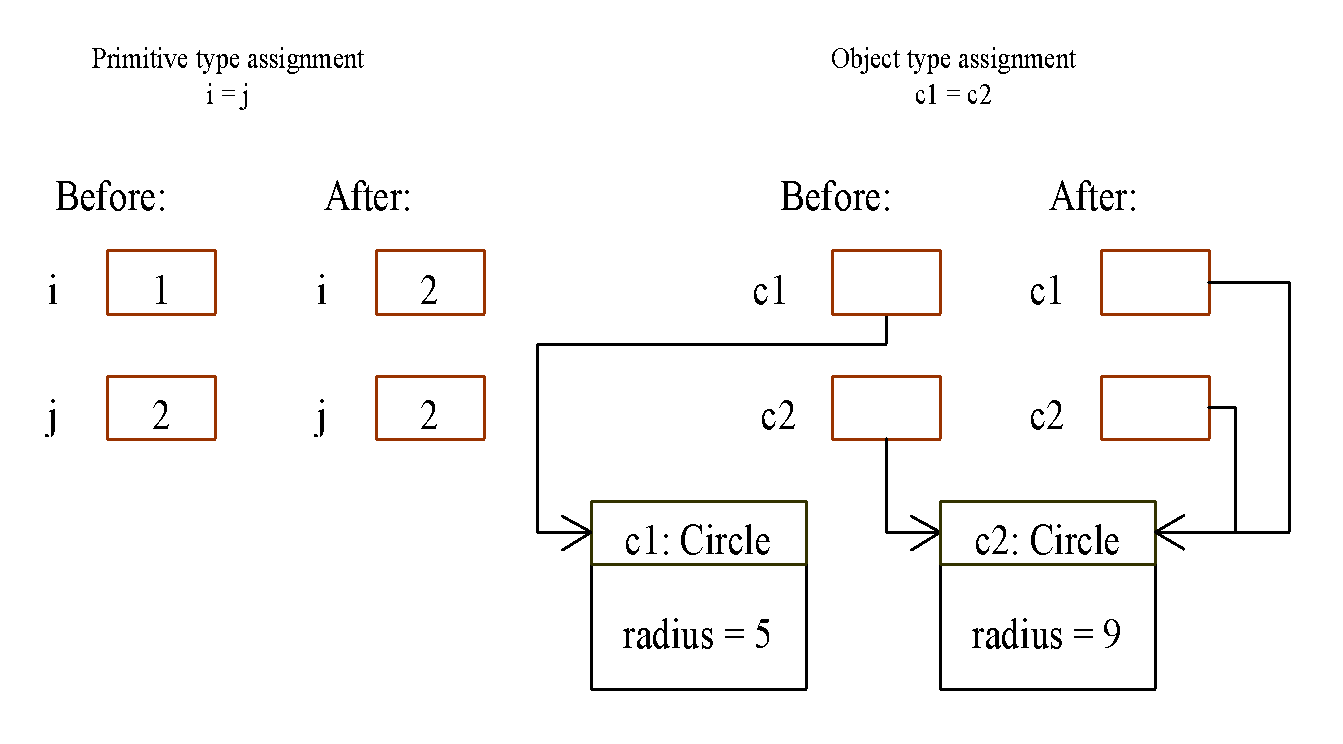 Primitive type assignment
i = j
Object type assignment
c1 = c2
Before:
After:
Before:
After:
i 1
i 2
c1
c1
j 2
j 2
c2
c2
c1: Circle
c2: Circle
radius = 5
radius = 9